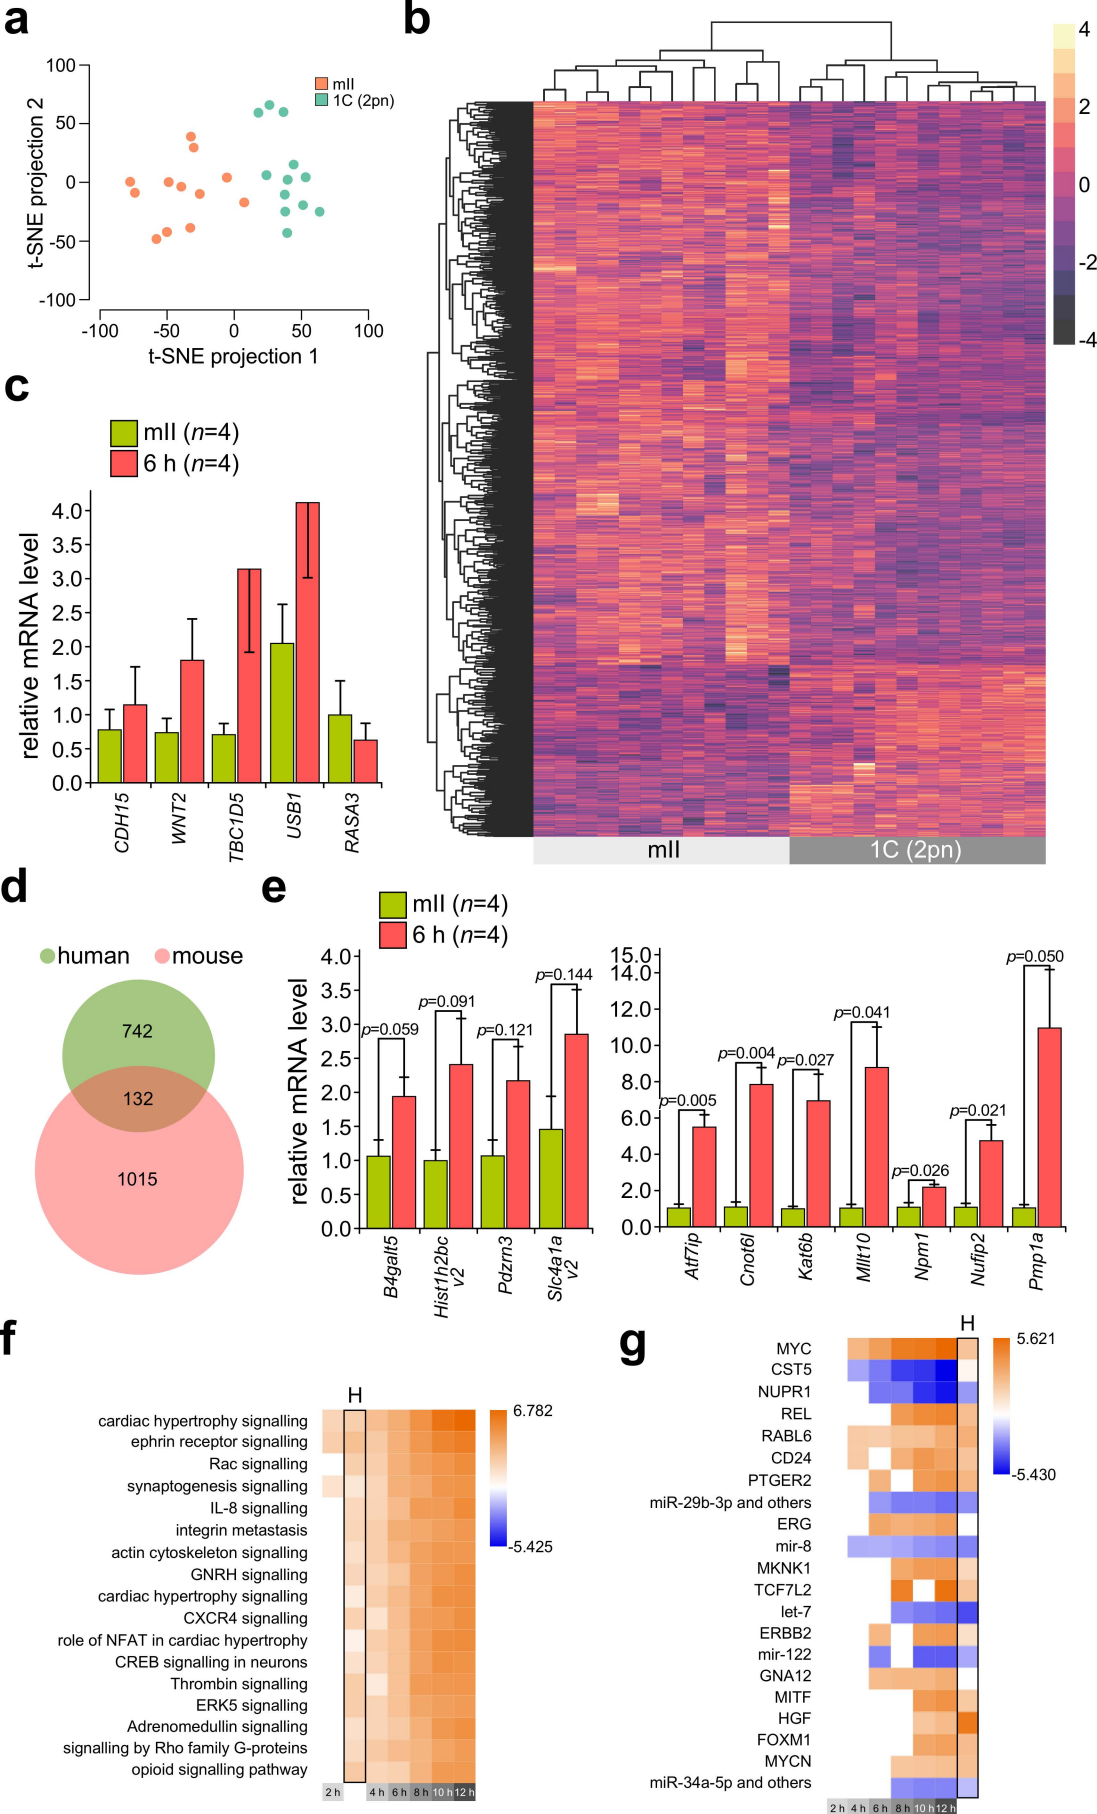 a
100
50
0
-50
-100
t-SNE projection 2
-100
-50
0
50
100
t-SNE projection 1
mII
1C (2pn)
b
4
2
0
-2
-4
mII
1C (2pn)
c
mII (n=4)
6 h (n=4)
relative mRNA level
4.0
3.5
3.0
2.5
2.0
1.5
1.0
0.5
0.0
CDH15
WNT2
TBC1D5
USB1
RASA3
d
human
mouse
742
132
1015
e
mII (n=4)
6 h (n=4)
relative mRNA level
4.0
3.5
3.0
2.5
2.0
1.5
1.0
0.5
0.0
p=0.059
p=0.091
p=0.121
p=0.144
B4galt5
Hist1h2bc
v2
Pdzrn3
Slc4a1a
v2
15.0
14.0
12.0
10.0
8.0
6.0
4.0
2.0
0.0
p=0.005
p=0.004
p=0.027
p=0.041
p=0.026
p=0.021
p=0.050
Atf7ip
Cnot6l
Kat6b
Mllt10
Npm1
Nufip2
Pmp1a
f
H
cardiac hypertrophy signalling
ephrin receptor signalling
Rac signalling
synaptogenesis signalling
IL-8 signalling
integrin metastasis
actin cytoskeleton signalling
GNRH signalling
cardiac hypertrophy signalling
CXCR4 signalling
role of NFAT in cardiac hypertrophy
CREB signalling in neurons
Thrombin signalling
ERK5 signalling
Adrenomedullin signalling
signalling by Rho family G-proteins
opioid signalling pathway
2 h
4 h
6 h
8 h
10 h
12 h
6.782
-5.425
g
H
MYC
CST5
NUPR1
REL
RABL6
CD24
PTGER2
miR-29b-3p and others
ERG
mir-8
MKNK1
TCF7L2
let-7
ERBB2
mir-122
GNA12
MITF
HGF
FOXM1
MYCN
miR-34a-5p and others
2 h
4 h
6 h
8 h
10 h
12 h
5.621
-5.430